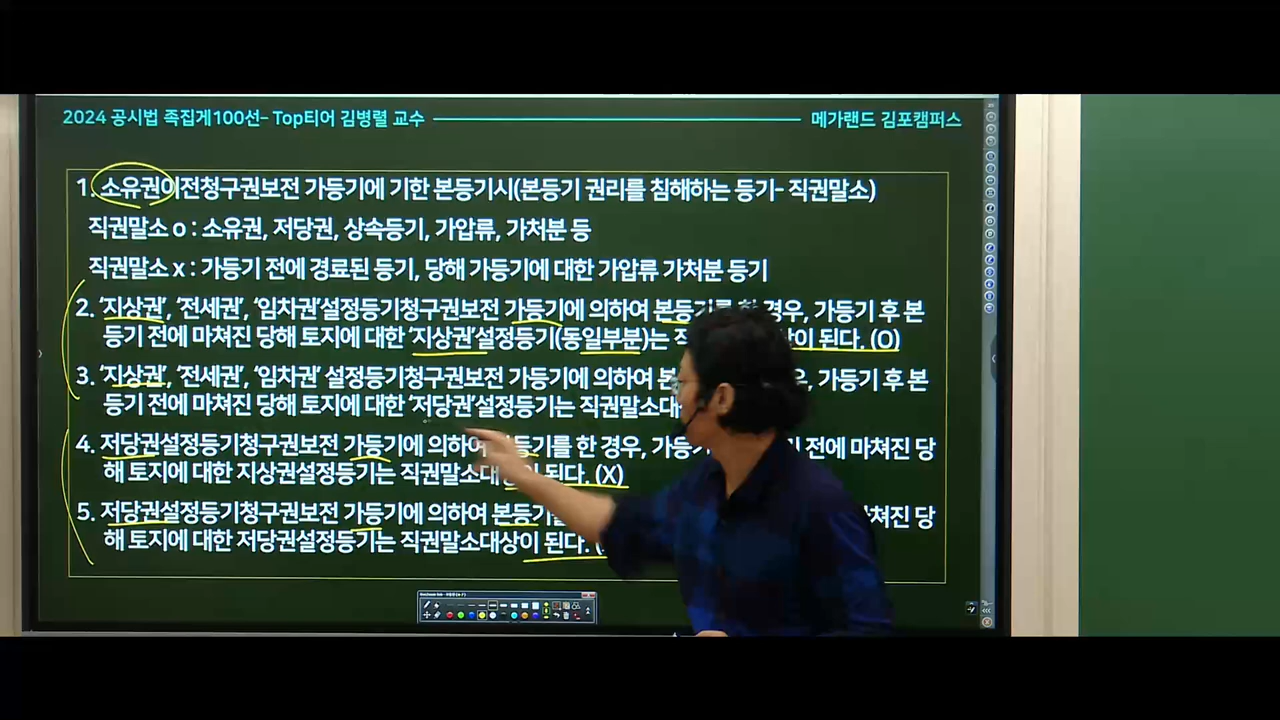 2024 공시법 족집게100선- Top티어 김병렬 교수
메가랜드 김포캠퍼스
1. 소유권이전청구권보전 가등기에 기한 본등기시(본등기 권리를 침해하는 등기- 직권말소)
직권말소 o : 소유권, 저당권, 상속등기, 가압류, 가처분 등
직권말소 x : 가등기 전에 경료된 등기, 당해 가등기에 대한 가압류 가처분 등기
2. ‘지상권’, ‘전세권’, ‘임차권’설정등기청구권보전 가등기에 의하여 본등기를 한 경우, 가등기 후 본
등기 전에 마쳐진 당해 토지에 대한 ‘지상권’설정등기(동일부분)는 이 된다. (O)
3. ‘지상권’, ‘전세권’, ‘임차권’ 설정등기청구권보전 가등기에 의하여 가등기 후 본
등기 전에 마쳐진 당해 토지에 대한 ‘저당권’설정등기는 직권말소대
4. 저당권설정등기청구권보전 가등기에 의하여 를 한 경우, 전에 마쳐진 당
해 토지에 대한 지상권설정등기는 직권말소대상이 된다. (X)
5. 저당권설정등기청구권보전 가등기에 의하여 본등기 당
해 토지에 대한 저당권설정등기는 직권말소대상이 된다.